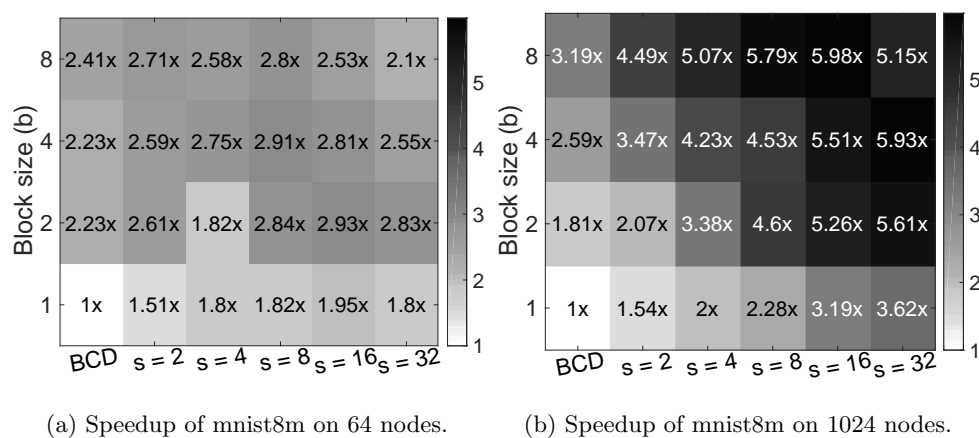 8 2.41x 2.71x 2.58x 2.8x 2.53x 2.1x
4 2.23x 2.59x 2.75x 2.91x 2.81x 2.55x
2 2.23x 2.61x 1.82x 2.84x 2.93x 2.83x
1 1x 1.51x 1.8x 1.82x 1.95x 1.8x
BCD s = 2 s = 4 s = 8 s = 16 s = 32
Block size (b)
5
4
3
2
1
(a) Speedup of mnist8m on 64 nodes.
8 3.19x 4.49x 5.07x 5.79x 5.98x 5.15x
4 2.59x 3.47x 4.23x 4.53x 5.51x 5.93x
2 1.81x 2.07x 3.38x 4.6x 5.26x 5.61x
1 1x 1.54x 2x 2.28x 3.19x 3.62x
BCD s = 2 s = 4 s = 8 s = 16 s = 32
Block size (b)
5
4
3
2
1
(b) Speedup of mnist8m on 1024 nodes.